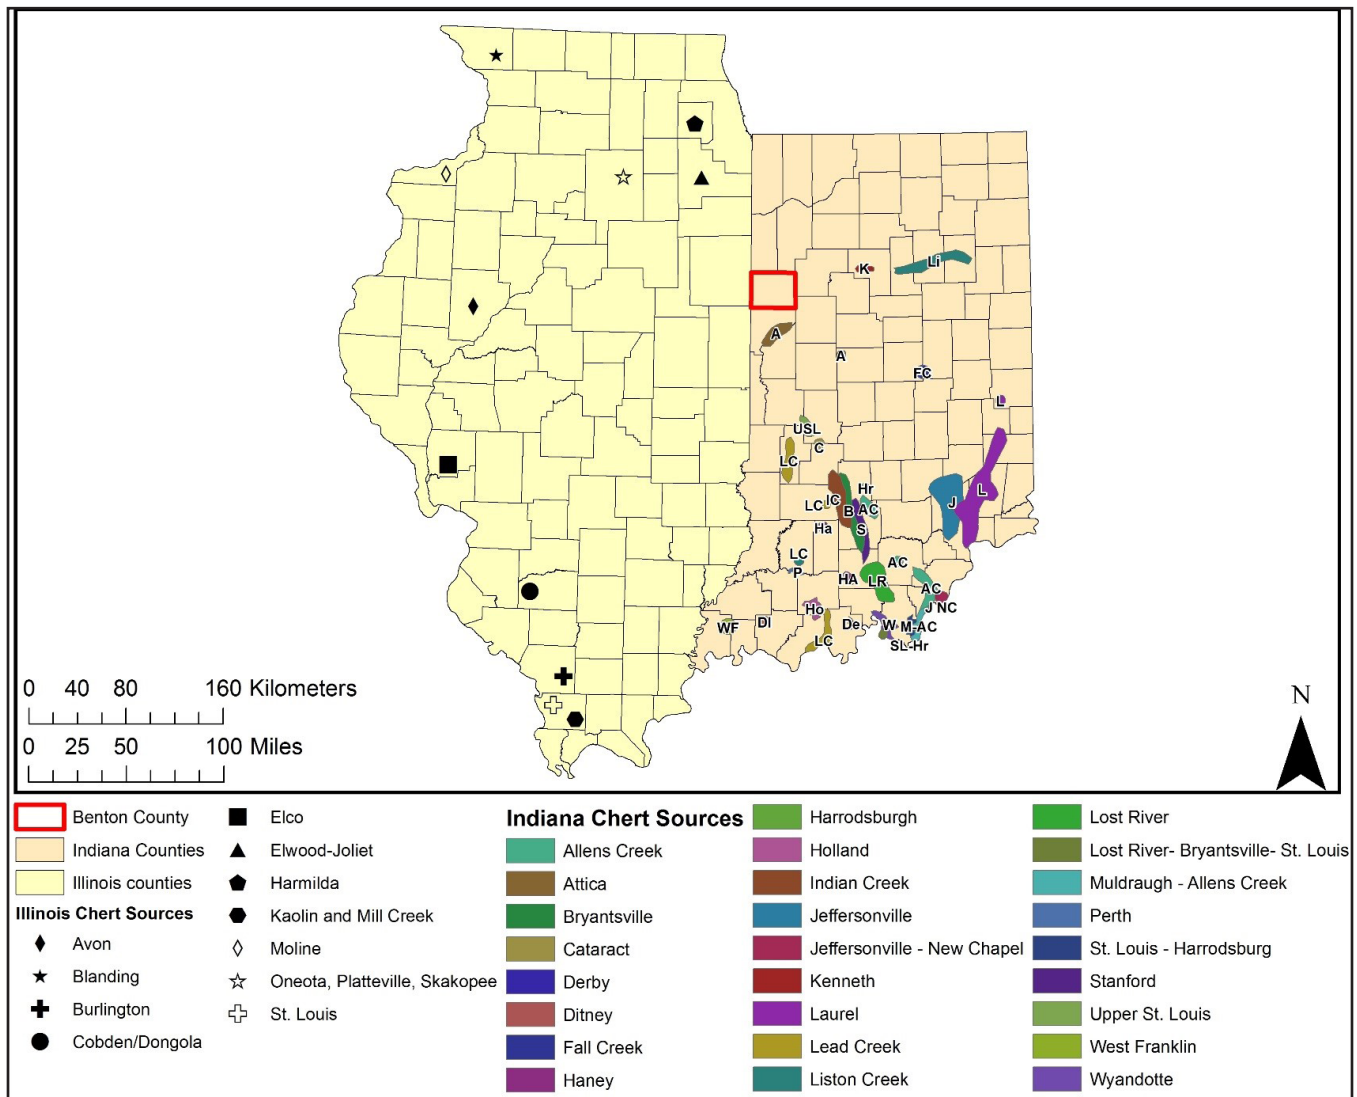 K
Li
A
A
FC
L
USL
C
LC
L
Hr
J
LC
IC
B
AC
S
Ha
LC
AC
P
HA
LR
AC
J NC
Ho
WF
DI
De
W
M-AC
LC
SL-Hr
0 40 80 160 Kilometers
0 25 50 100 Miles
N
Benton County
Indiana Counties
Illinois counties
Illinois Chert Sources
Avon
Blanding
Burlington
Cobden/Dongola
Elco
Elwood-Joliet
Harmilda
Kaolin and Mill Creek
Moline
Oneota, Platteville, Skakopee
St. Louis
Indiana Chert Sources
Allens Creek
Attica
Bryantsville
Cataract
Derby
Ditney
Fall Creek
Haney
Harrodsburgh
Holland
Indian Creek
Jeffersonville
Jeffersonville - New Chapel
Kenneth
Laurel
Lead Creek
Liston Creek
Lost River
Lost River- Bryantsville- St. Louis
Muldraugh - Allens Creek
Perth
St. Louis - Harrodsburg
Stanford
Upper St. Louis
West Franklin
Wyandotte